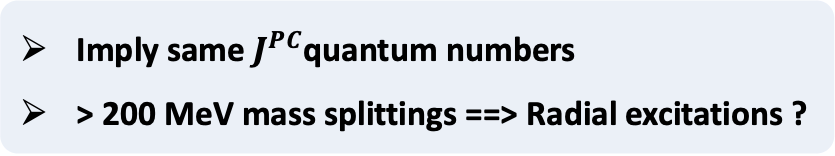 ➢ Imply same J^{PC} quantum numbers
➢ > 200 MeV mass splittings ==> Radial excitations ?